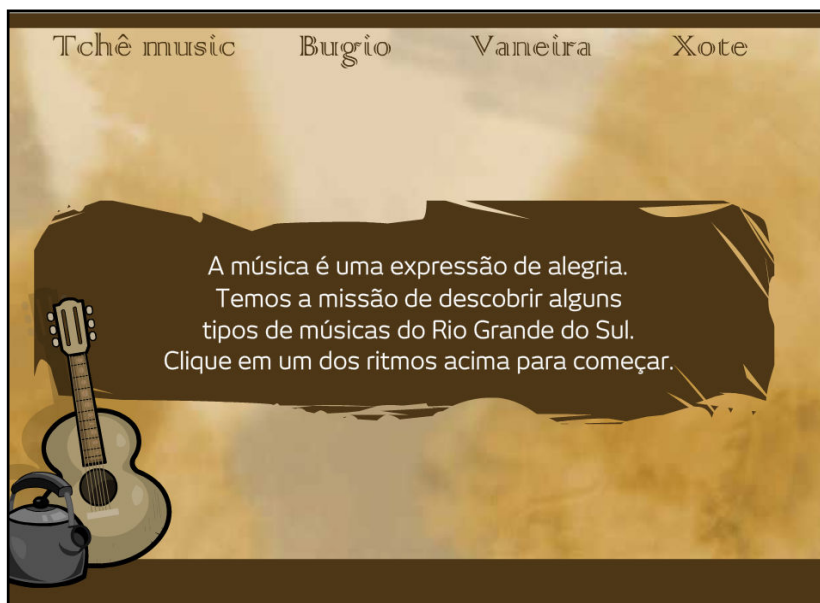 Tchê music Bugio Vaneira Xote
A música é uma expressão de alegria.
Temos a missão de descobrir alguns
tipos de músicas do Rio Grande do Sul.
Clique em um dos ritmos acima para começar.